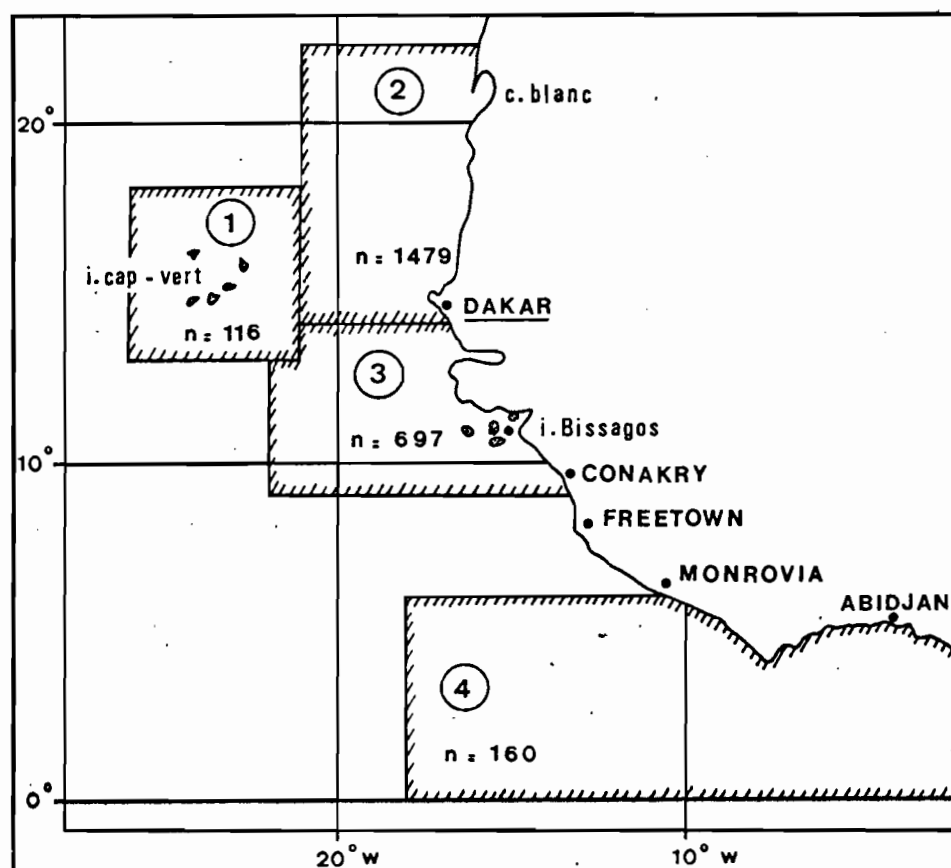 2
c. blanc
20°
1
i. cap - vert
n = 116
n = 1479
DAKAR
3
n = 697
i. Bissagos
10°
CONAKRY
FREETOWN
MONROVIA
ABIDJAN
4
n = 160
0°
20° W
10° W